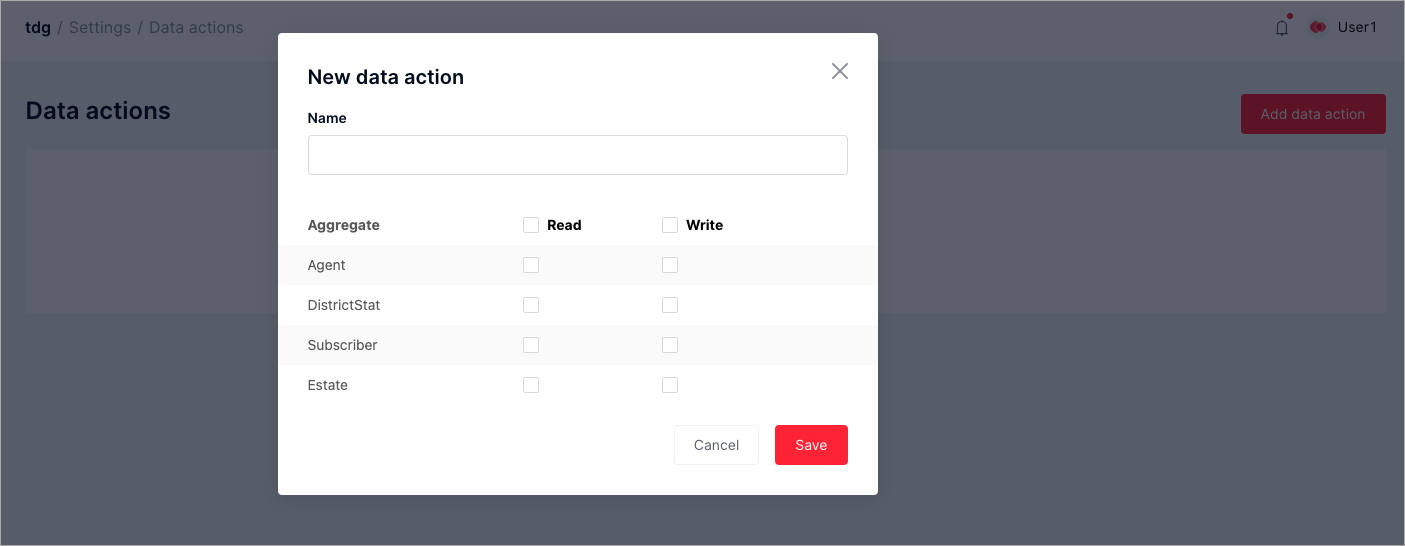 tdg / Settings / Data actions
User1
Data actions
Add data action
New data action
Name
Aggregate Read Write
Agent
DistrictStat
Subscriber
Estate
Cancel Save